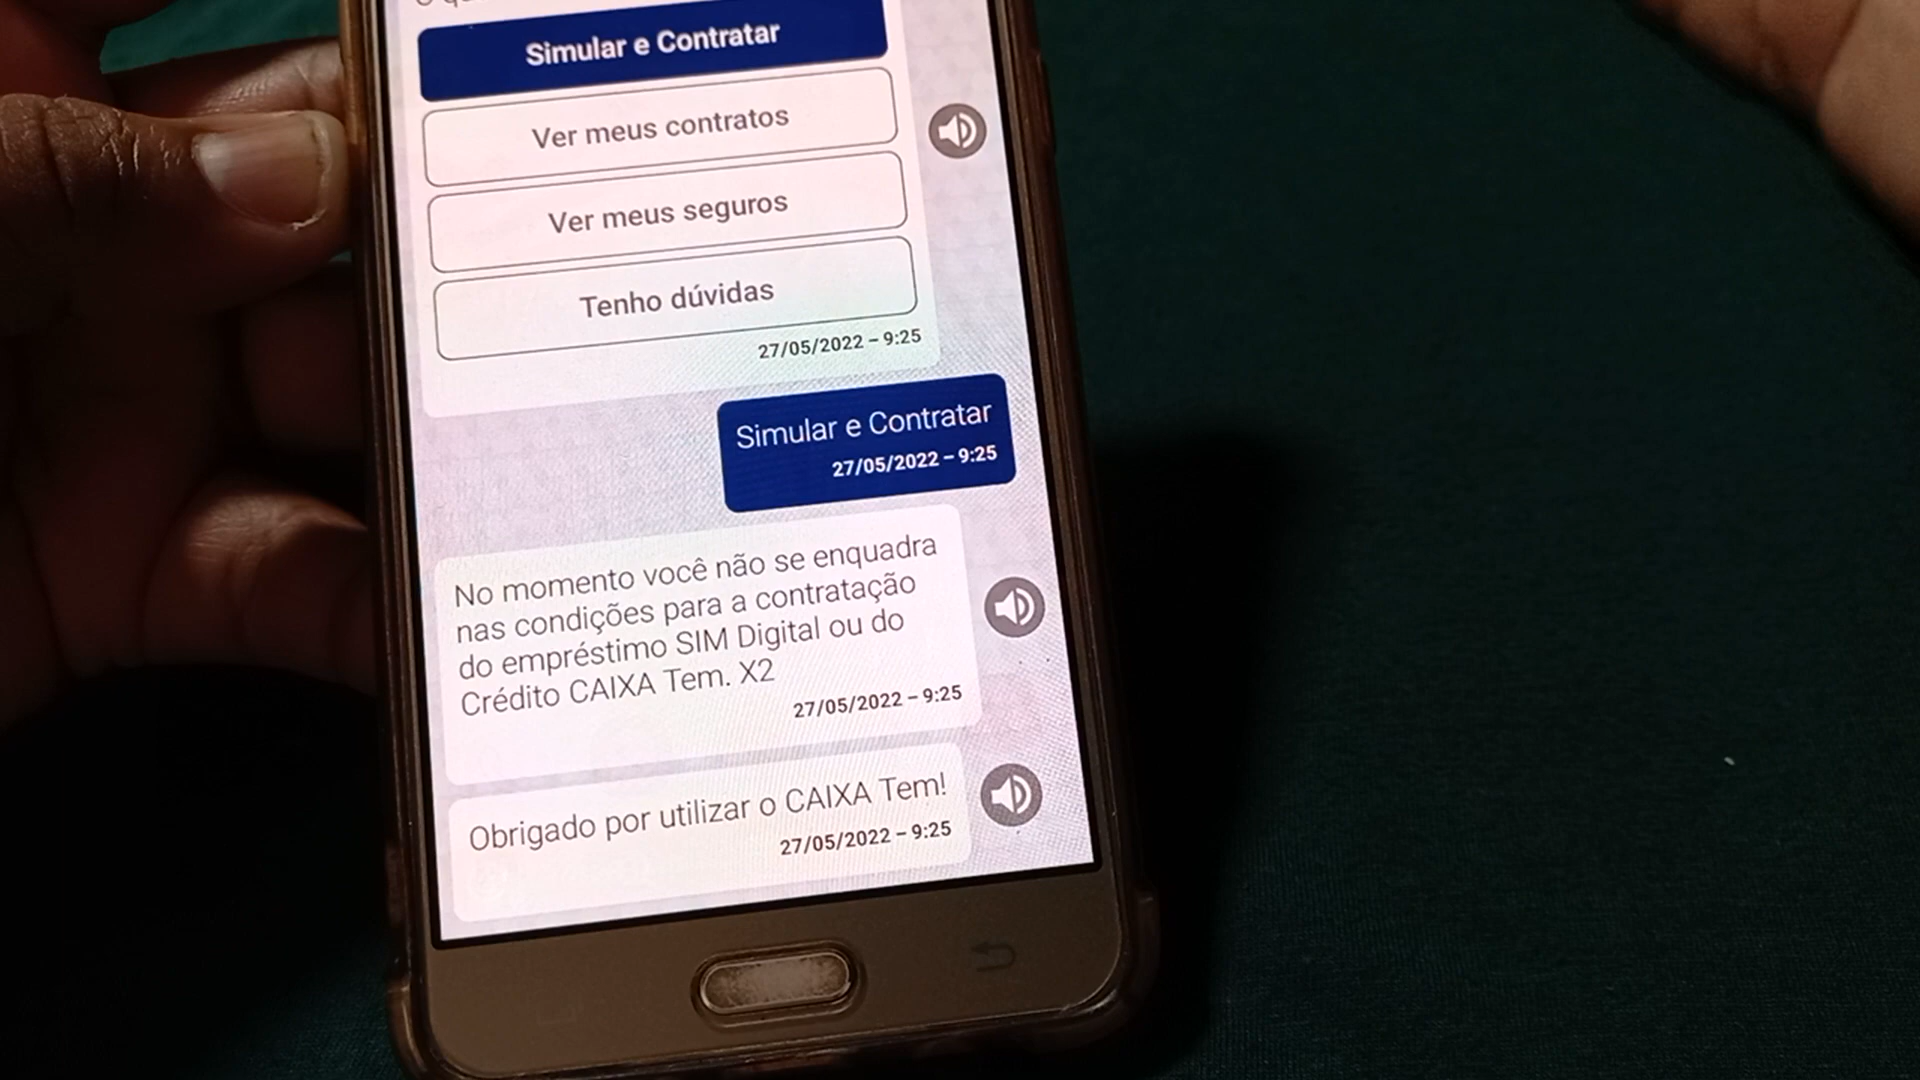 Simular e Contratar
Ver meus contratos
Ver meus seguros
Tenho dúvidas
27/05/2022 – 9:25
Simular e Contratar
27/05/2022 – 9:25
No momento você não se enquadra
nas condições para a contratação
do empréstimo SIM Digital ou do
Crédito CAIXA Tem. X2
27/05/2022 – 9:25
Obrigado por utilizar o CAIXA Tem!
27/05/2022 – 9:25